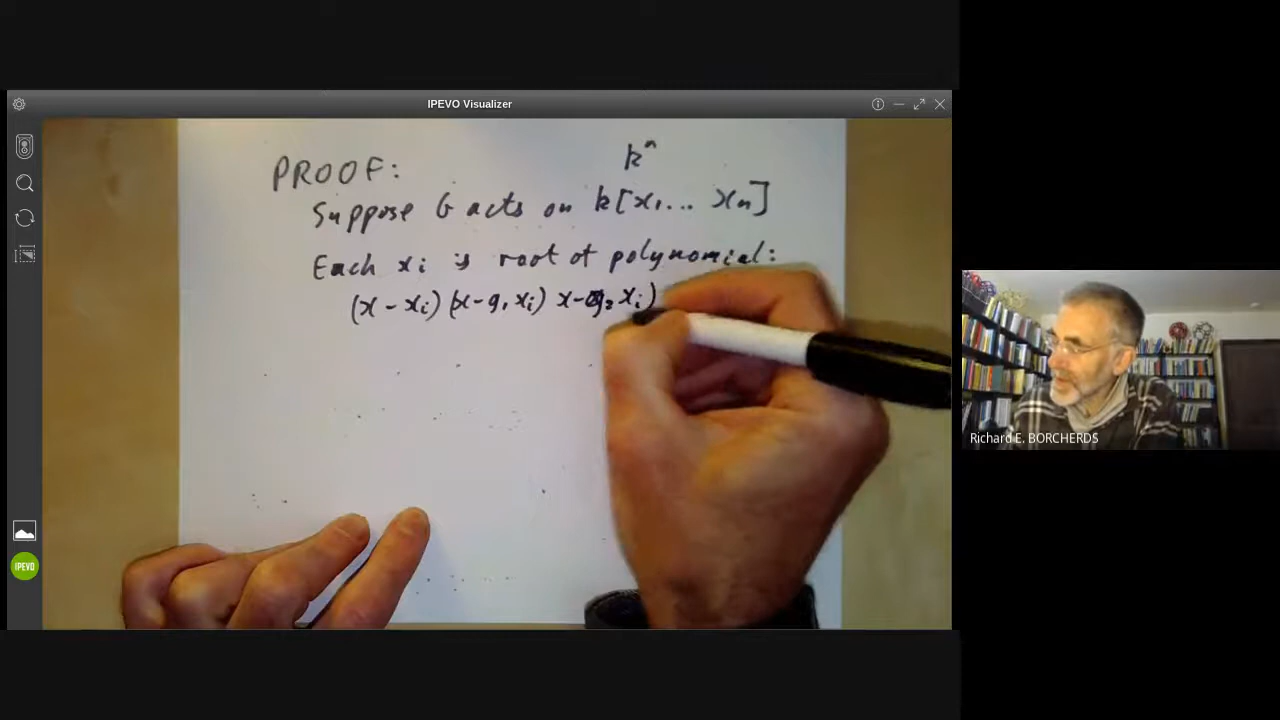 IPEVO Visualizer
PROOF:
kⁿ
Suppose G acts on k[x₁... xₙ]
Each xᵢ is root of polynomial:
(x - xᵢ) (x - g₁ xᵢ) x - g₂ xᵢ)
Richard E. BORCHERDS
IPEVO